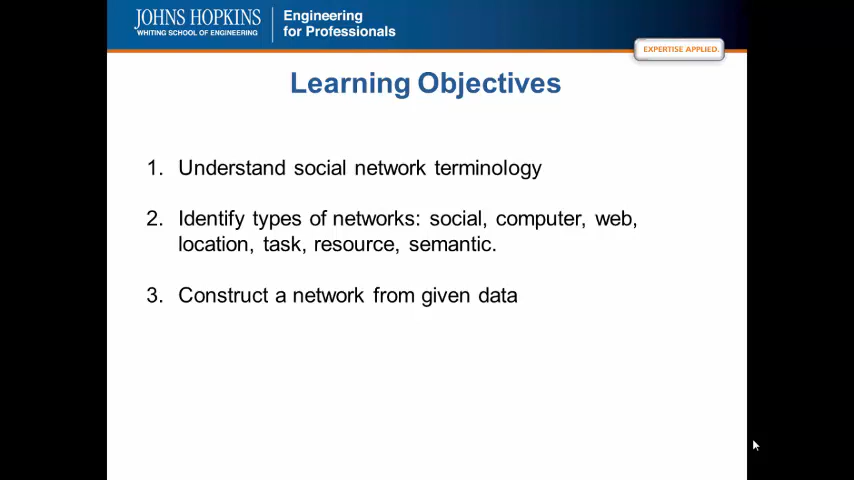 JOHNS HOPKINS
WHITING SCHOOL OF ENGINEERING
Engineering
for Professionals
EXPERTISE APPLIED.
Learning Objectives
1. Understand social network terminology
2. Identify types of networks: social, computer, web,
location, task, resource, semantic.
3. Construct a network from given data